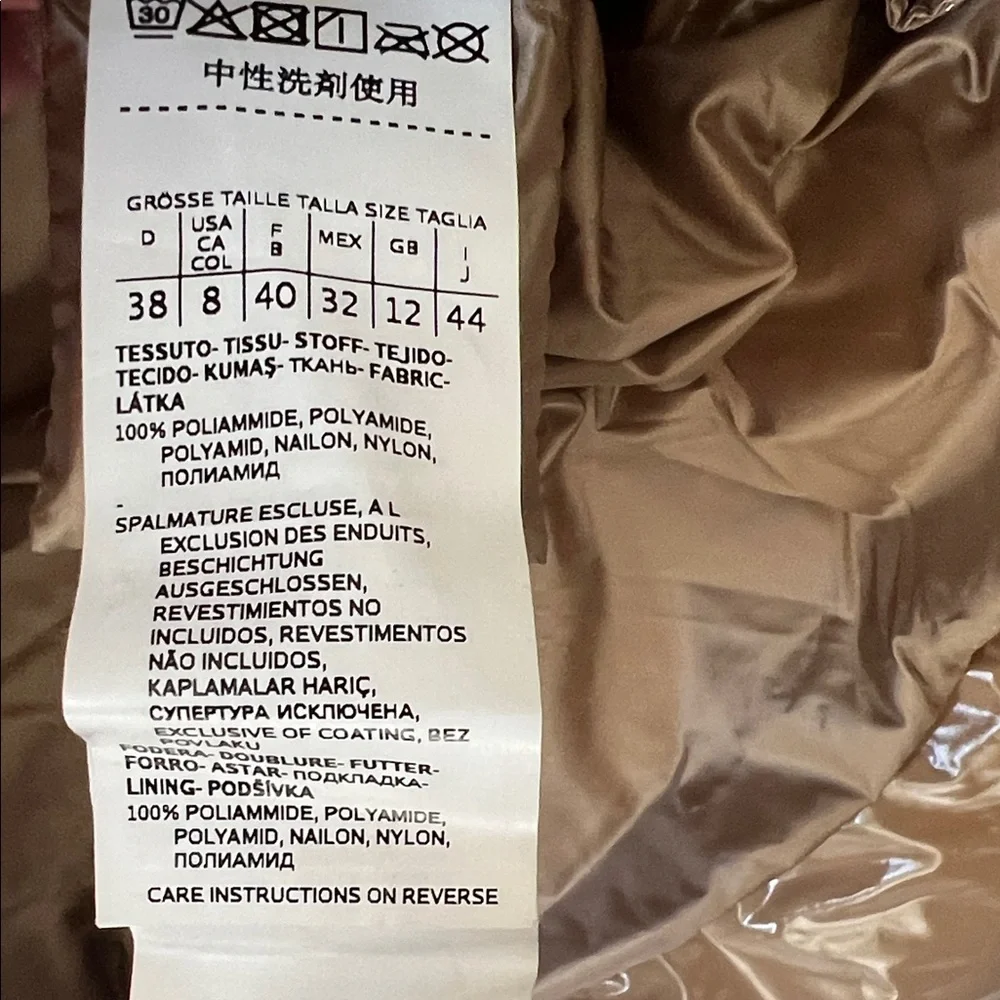 30
中性洗剤使用
GRÖSSE TAILLE TALLA SIZE TAGLIA
D USA CA COL F B MEX GB I J
38 8 40 32 12 44
TESSUTO- TISSU- STOFF- TEJIDO-
TECIDO- KUMAŞ- ТКАНЬ- FABRIC-
LÁTKA
100% POLIAMMIDE, POLYAMIDE,
POLYAMID, NAILON, NYLON,
ПОЛИАМИД
-
SPALMATURE ESCLUSE, A L
EXCLUSION DES ENDUITS,
BESCHICHTUNG
AUSGESCHLOSSEN,
REVESTIMIENTOS NO
INCLUIDOS, REVESTIMENTOS
NÃO INCLUIDOS,
KAPLAMALAR HARIÇ,
СУПЕРТУРА ИСКЛЮЧЕНА,
EXCLUSIVE OF COATING, BEZ
POVLAKU
FODERA- DOUBLURE- FUTTER-
FORRO- ASTAR- ПОДКЛАДКА-
LINING- PODŠÍVKA
100% POLIAMMIDE, POLYAMIDE,
POLYAMID, NAILON, NYLON,
ПОЛИАМИД
CARE INSTRUCTIONS ON REVERSE